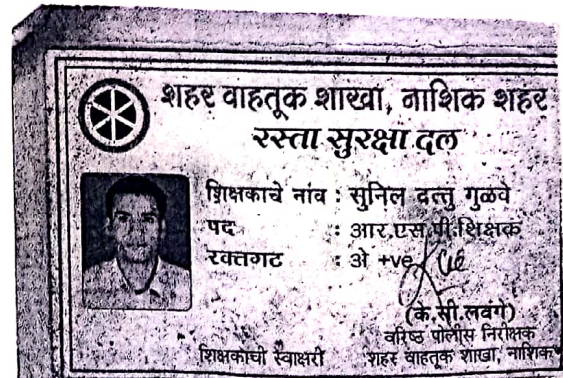 शहर वाहतूक शाखा, नाशिक शहर
रस्ता सुरक्षा दल
शिक्षकाचे नांव : सुनिल दत्तु गुळवे
पद : आर.एस.पी.शिक्षक
रक्तगट : ओ +ve
(के.सी.लवंगे)
वरिष्ठ पोलीस निरीक्षक
शिक्षकाची स्वाक्षरी शहर वाहतूक शाखा, नाशिक